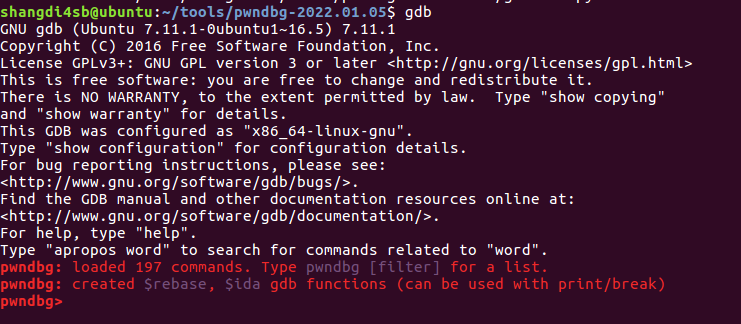 shangdi4sb@ubuntu:~/tools/pwndbg-2022.01.05$ gdb
GNU gdb (Ubuntu 7.11.1-0ubuntu1~16.5) 7.11.1
Copyright (C) 2016 Free Software Foundation, Inc.
License GPLv3+: GNU GPL version 3 or later <http://gnu.org/licenses/gpl.html>
This is free software: you are free to change and redistribute it.
There is NO WARRANTY, to the extent permitted by law.  Type "show copying"
and "show warranty" for details.
This GDB was configured as "x86_64-linux-gnu".
Type "show configuration" for configuration details.
For bug reporting instructions, please see:
<http://www.gnu.org/software/gdb/bugs/>.
Find the GDB manual and other documentation resources online at:
<http://www.gnu.org/software/gdb/documentation/>.
For help, type "help".
Type "apropos word" to search for commands related to "word".
pwndbg: loaded 197 commands. Type pwndbg [filter] for a list.
pwndbg: created $rebase, $ida gdb functions (can be used with print/break)
pwndbg>